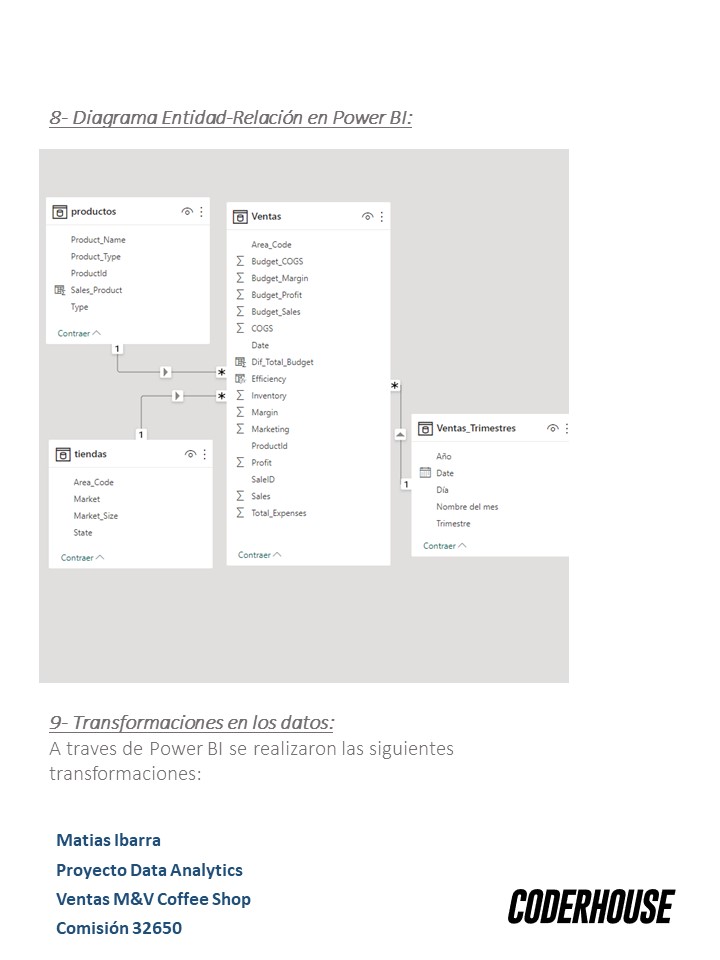 8- Diagrama Entidad-Relación en Power BI:
productos
Product_Name
Product_Type
ProductId
Sales_Product
Type
Contraer
1
*
Ventas
Area_Code
Budget_COGS
Budget_Margin
Budget_Profit
Budget_Sales
COGS
Date
Dif_Total_Budget
Efficiency
Inventory
Margin
Marketing
ProductId
Profit
SaleID
Sales
Total_Expenses
Contraer
*
1
*
1
tiendas
Area_Code
Market
Market_Size
State
Contraer
Ventas_Trimestres
Año
Date
Día
Nombre del mes
Trimestre
Contraer
9- Transformaciones en los datos:
A traves de Power BI se realizaron las siguientes
transformaciones:
Matias Ibarra
Proyecto Data Analytics
Ventas M&V Coffee Shop
Comisión 32650
CODERHOUSE